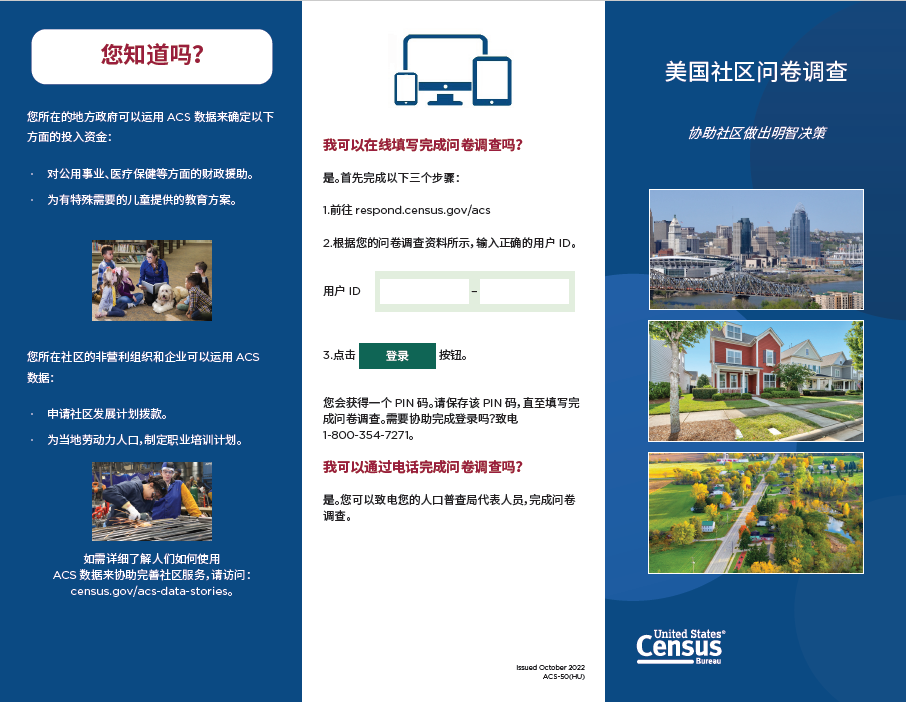 您知道吗？
您所在的地方政府可以运用 ACS 数据来确定以下
方面的投入资金：
· 对公用事业、医疗保健等方面的财政援助。
· 为有特殊需要的儿童提供的教育方案。
您所在社区的非营利组织和企业可以运用 ACS
数据：
· 申请社区发展计划拨款。
· 为当地劳动力人口，制定职业培训计划。
如需详细了解人们如何使用
ACS 数据来协助完善社区服务，请访问：
census.gov/acs-data-stories。
我可以在线填写完成问卷调查吗？
是。首先完成以下三个步骤：
1.前往 respond.census.gov/acs
2.根据您的问卷调查资料所示，输入正确的用户 ID。
用户 ID –
3.点击 登录 按钮。
您会获得一个 PIN 码。请保存该 PIN 码，直至填写完
成问卷调查。需要协助完成登录吗？致电
1-800-354-7271。
我可以通过电话完成问卷调查吗？
是。您可以致电您的人口普查局代表人员，完成问卷
调查。
Issued October 2022
ACS-50(HU)
美国社区问卷调查
协助社区做出明智决策
United States®
Census
Bureau